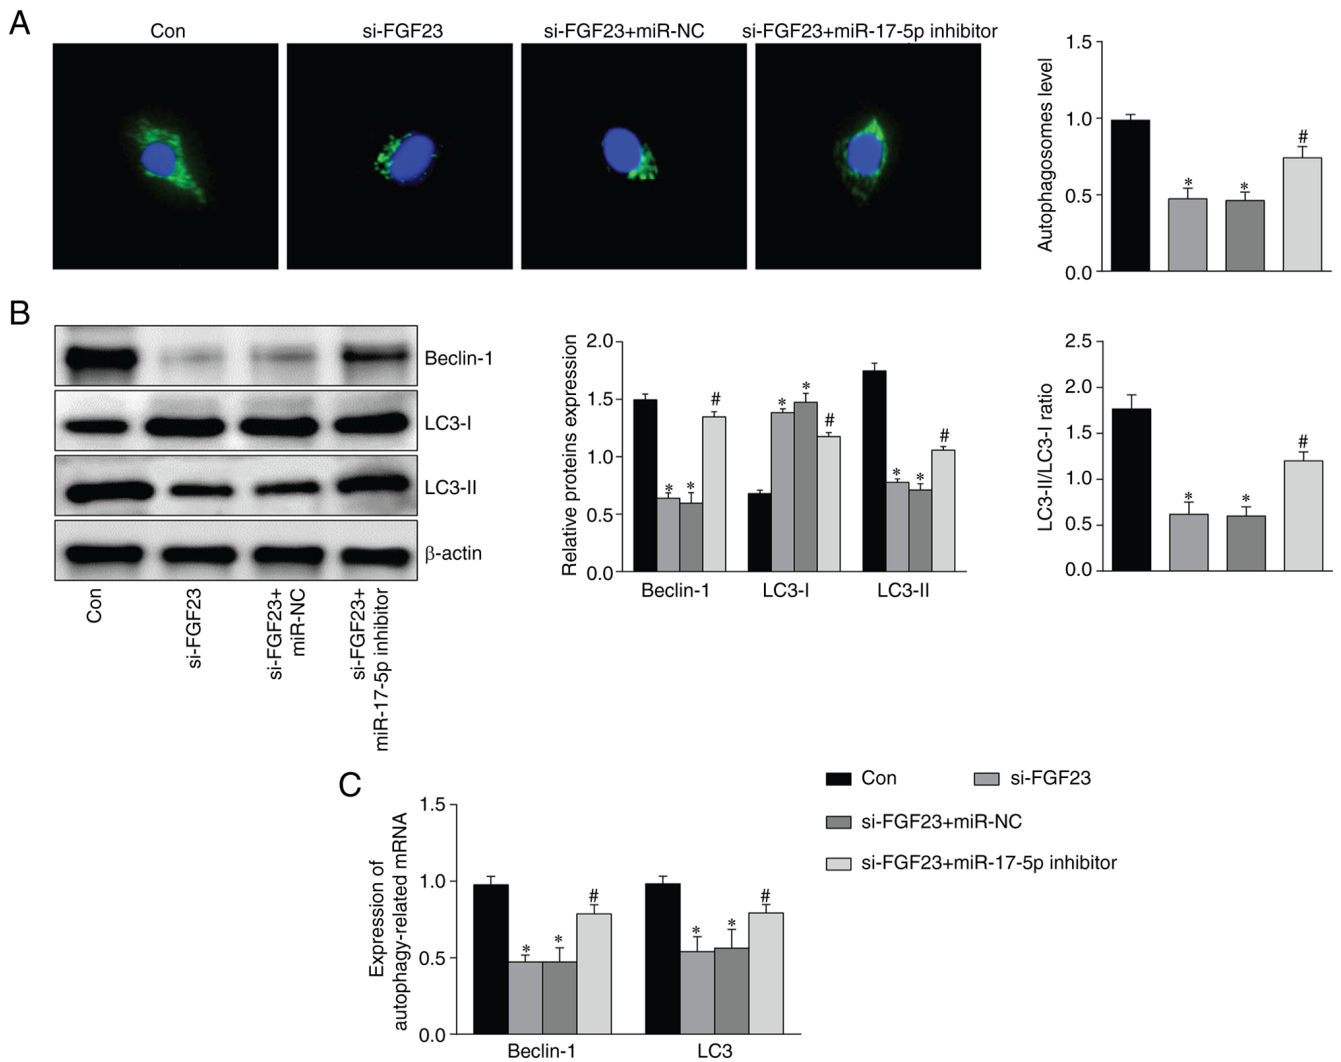 A
Con
si-FGF23
si-FGF23+miR-NC
si-FGF23+miR-17-5p inhibitor
Autophagosomes level
1.5
1.0
0.5
0.0
*
*
#
B
Beclin-1
LC3-I
LC3-II
β-actin
Con
si-FGF23
si-FGF23+
miR-NC
si-FGF23+
miR-17-5p inhibitor
Relative proteins expression
2.0
1.5
1.0
0.5
0.0
* *
#
*
*
#
* *
#
Beclin-1
LC3-I
LC3-II
LC3-II/LC3-I ratio
2.5
2.0
1.5
1.0
0.5
0.0
*
*
#
C
Expression of
autophagy-related mRNA
1.5
1.0
0.5
0.0
*
*
#
*
*
#
Beclin-1
LC3
Con
si-FGF23
si-FGF23+miR-NC
si-FGF23+miR-17-5p inhibitor